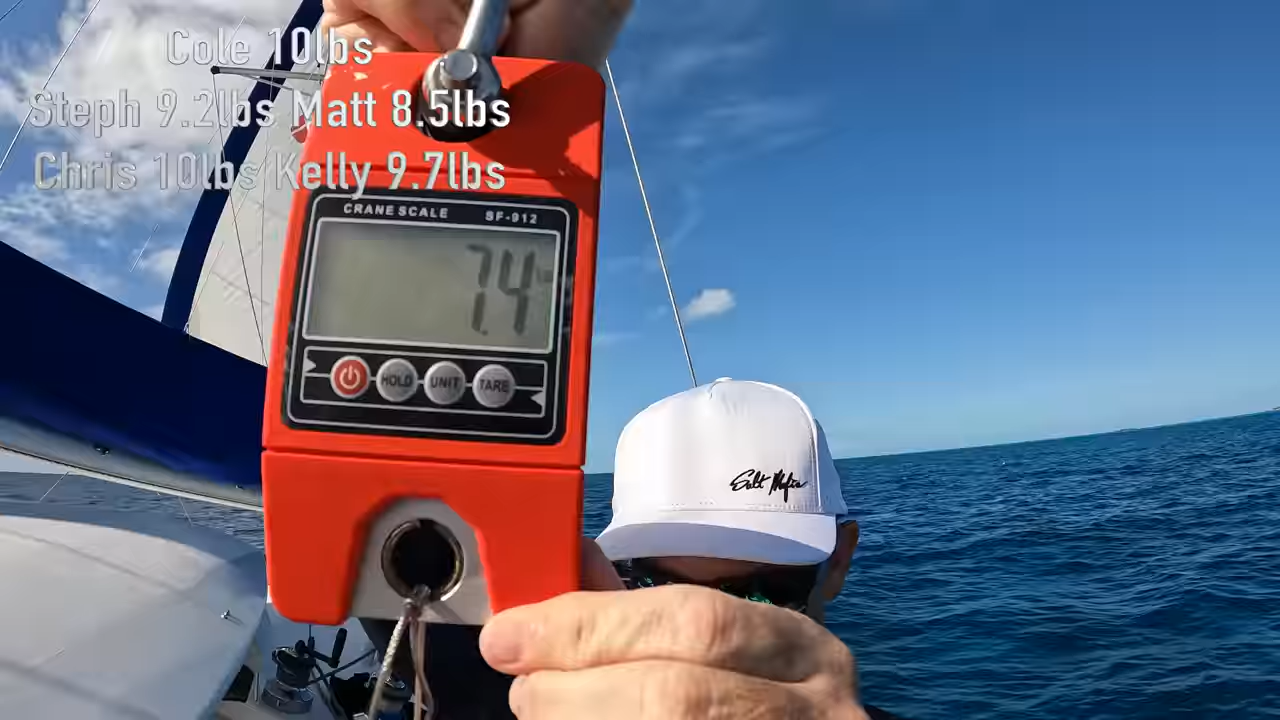 Cole 10lbs
Steph 9.2lbs Matt 8.5lbs
Chris 10lbs Kelly 9.7lbs
CRANE SCALE SF-912
7.4
HOLD UNIT TARE
Salt Mafia